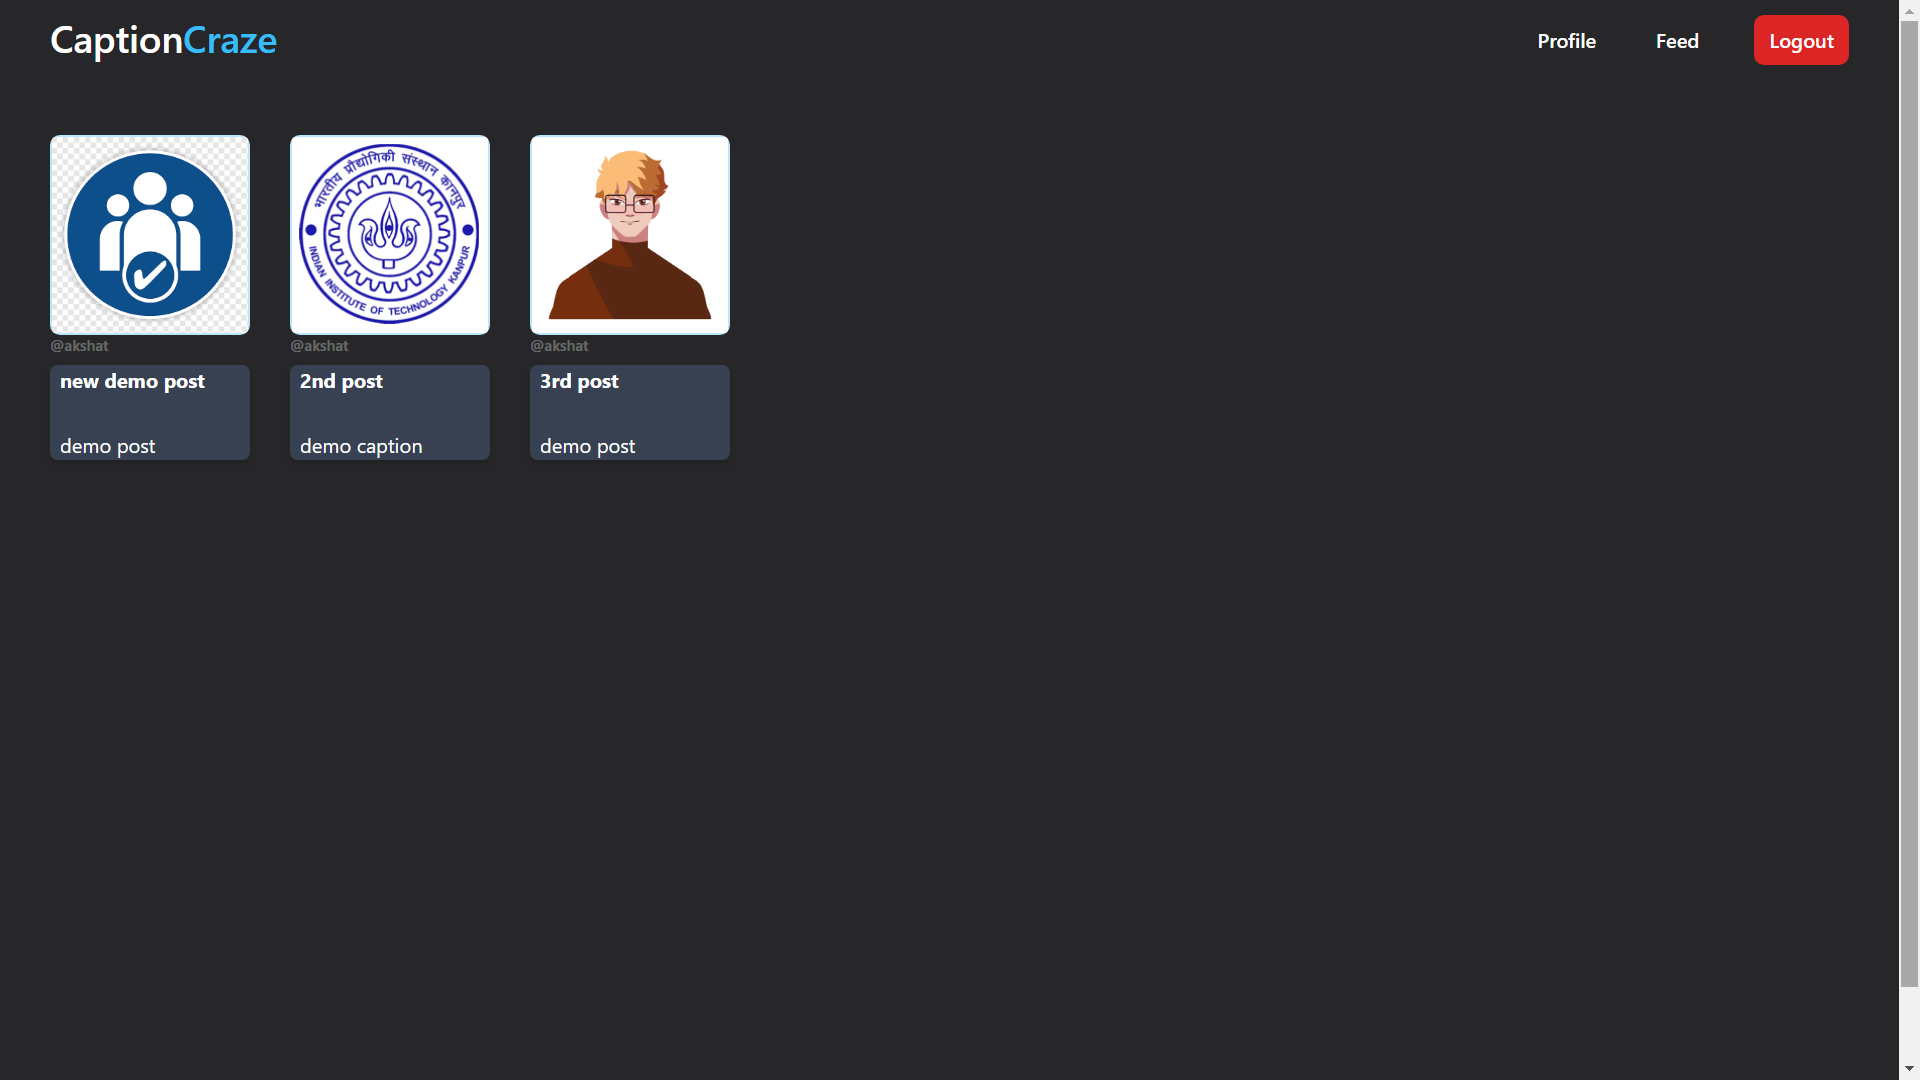 CaptionCraze
Profile
Feed
Logout
भारतीय प्रौद्योगिकी संस्थान कानपुर
INDIAN INSTITUTE OF TECHNOLOGY KANPUR
@akshat
@akshat
@akshat
new demo post
demo post
2nd post
demo caption
3rd post
demo post